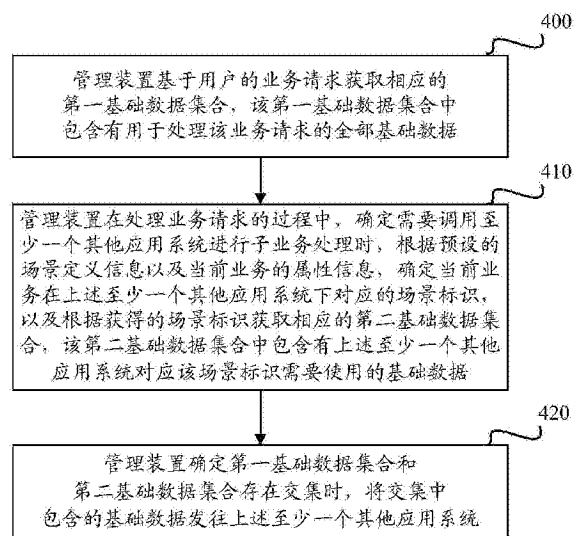 400
管理装置基于用户的业务请求获取相应的
第一基础数据集合，该第一基础数据集合中
包含有用于处理该业务请求的全部基础数据
410
管理装置在处理业务请求的过程中，确定需要调用至
少一个其他应用系统进行子业务处理时，根据预设的
场景定义信息以及当前业务的属性信息，确定当前业
务在上述至少一个其他应用系统下对应的场景标识，
以及根据获得的场景标识获取相应的第二基础数据集
合，该第二基础数据集合中包含有上述至少一个其他
应用系统对应该场景标识需要使用的基础数据
420
管理装置确定第一基础数据集合和
第二基础数据集合存在交集时，将交集中
包含的基础数据发往上述至少一个其他应用系统